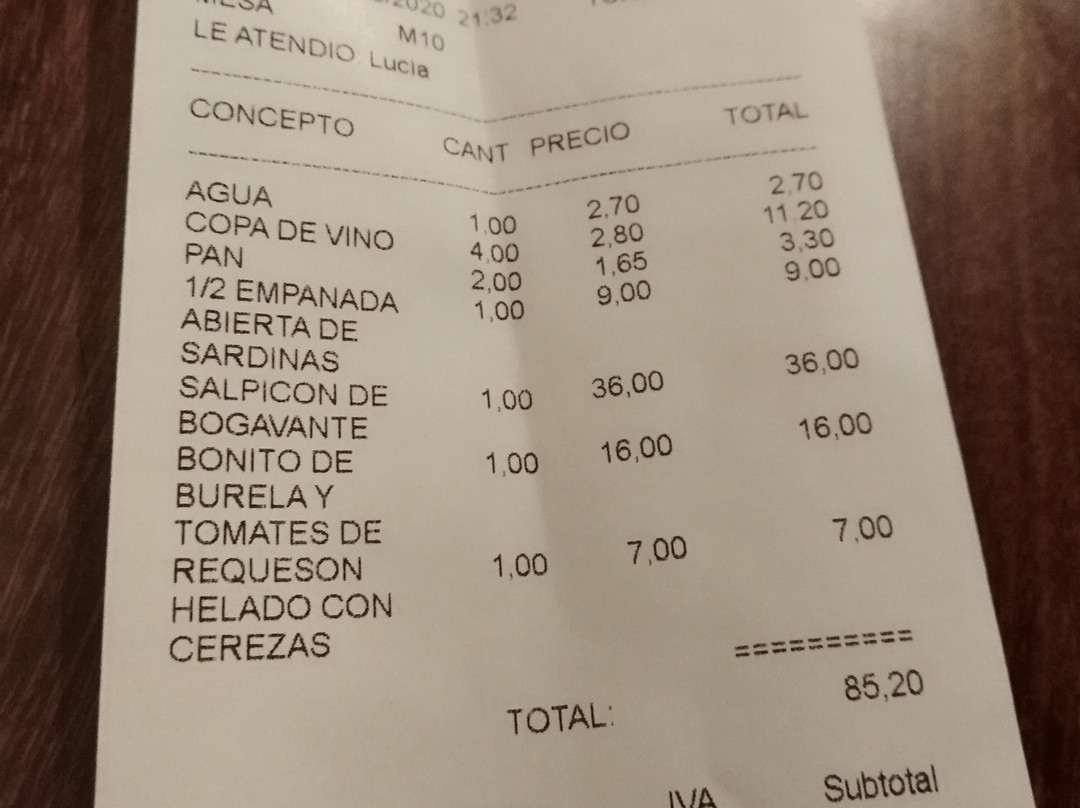 MESA 2020 21:32
M10
LE ATENDIO: Lucia
CONCEPTO CANT PRECIO TOTAL
AGUA 1,00 2,70 2,70
COPA DE VINO 4,00 2,80 11,20
PAN 2,00 1,65 3,30
1/2 EMPANADA 1,00 9,00 9,00
ABIERTA DE
SARDINAS
SALPICON DE 1,00 36,00 36,00
BOGAVANTE
BONITO DE 1,00 16,00 16,00
BURELA Y
TOMATES DE
REQUESON 1,00 7,00 7,00
HELADO CON
CEREZAS
==========
TOTAL: 85,20
IVA Subtotal